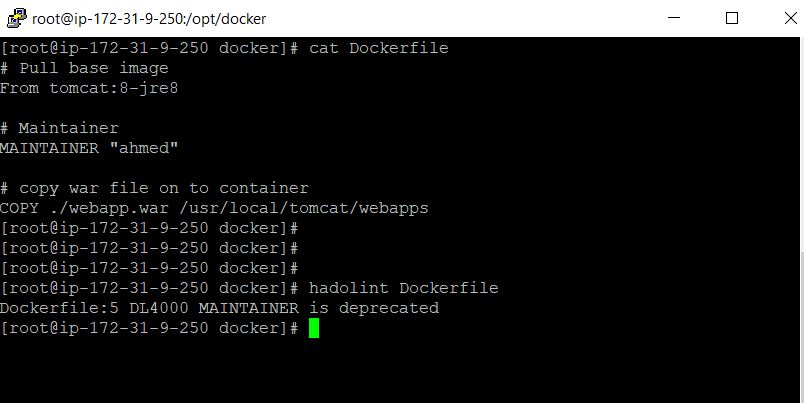 root@ip-172-31-9-250:/opt/docker
[root@ip-172-31-9-250 docker]# cat Dockerfile
# Pull base image
From tomcat:8-jre8
# Maintainer
MAINTAINER "ahmed"
# copy war file on to container
COPY ./webapp.war /usr/local/tomcat/webapps
[root@ip-172-31-9-250 docker]#
[root@ip-172-31-9-250 docker]#
[root@ip-172-31-9-250 docker]#
[root@ip-172-31-9-250 docker]# hadolint Dockerfile
Dockerfile:5 DL4000 MAINTAINER is deprecated
[root@ip-172-31-9-250 docker]#